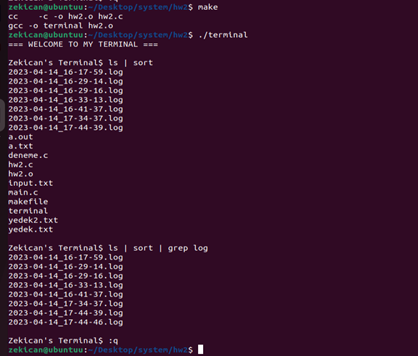 zekican@ubuntuu:~/Desktop/system/hw2$ make
cc    -c -o hw2.o hw2.c
gcc -o terminal hw2.o
zekican@ubuntuu:~/Desktop/system/hw2$ ./terminal
=== WELCOME TO MY TERMINAL ===
Zekican's Terminal$ ls | sort
2023-04-14_16-17-59.log
2023-04-14_16-29-14.log
2023-04-14_16-29-16.log
2023-04-14_16-33-13.log
2023-04-14_16-41-37.log
2023-04-14_17-34-37.log
2023-04-14_17-44-39.log
a.out
a.txt
deneme.c
hw2.c
hw2.o
input.txt
main.c
makefile
terminal
yedek2.txt
yedek.txt
Zekican's Terminal$ ls | sort | grep log
2023-04-14_16-17-59.log
2023-04-14_16-29-14.log
2023-04-14_16-29-16.log
2023-04-14_16-33-13.log
2023-04-14_16-41-37.log
2023-04-14_17-34-37.log
2023-04-14_17-44-39.log
2023-04-14_17-44-46.log
Zekican's Terminal$ :q
zekican@ubuntuu:~/Desktop/system/hw2$